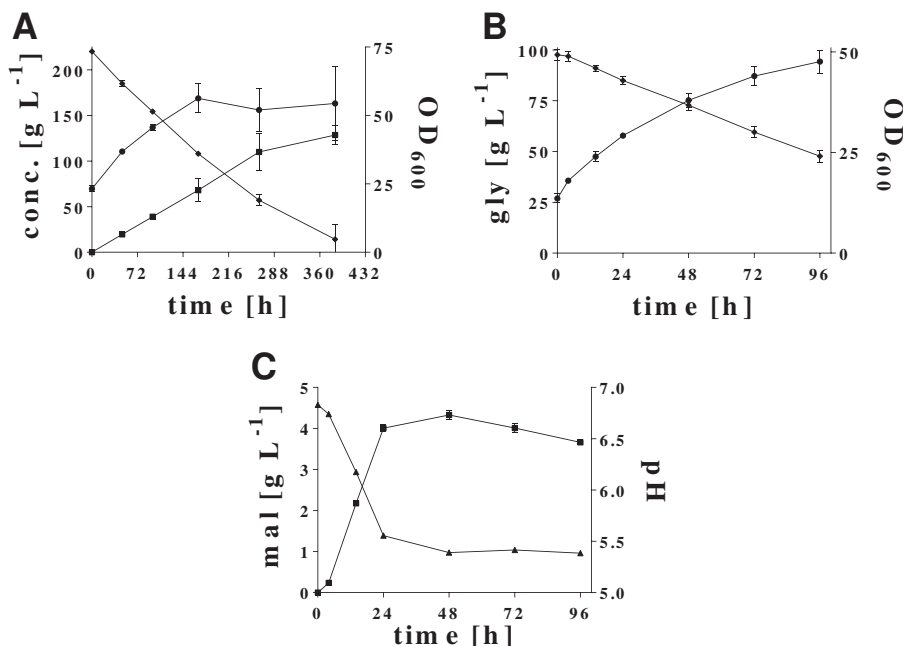 A
conc. [g L-1]
200
150
100
50
0
75
50
25
0
OD600
0 72 144 216 288 360 432
time [h]
B
gly [g L-1]
100
75
50
25
0
50
25
0
OD600
0 24 48 72 96
time [h]
C
mal [g L-1]
5
4
3
2
1
0
7.0
6.5
6.0
5.5
5.0
pH
0 24 48 72 96
time [h]